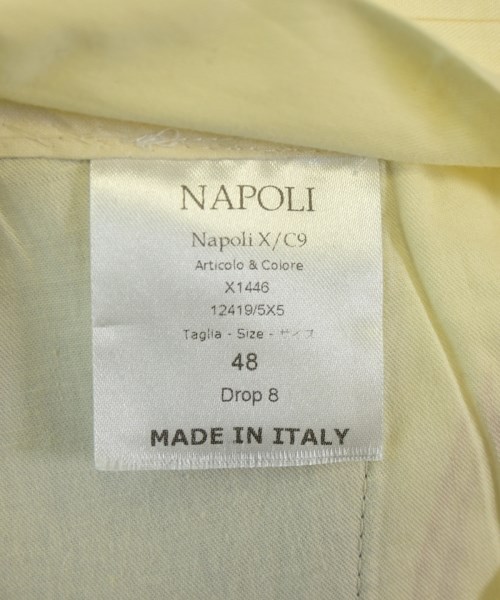 NAPOLI
Napoli X/C9
Articolo & Colore
X1446
12419/5X5
Taglia - Size - サイズ
48
Drop 8
MADE IN ITALY